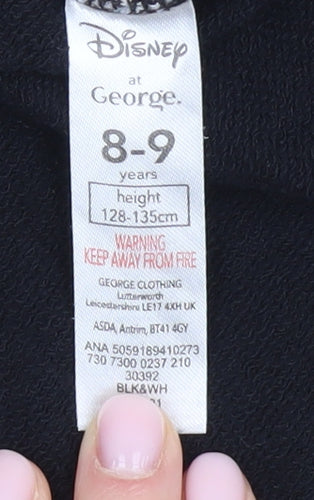 Disney
at
George.
8-9
years
height
128-135cm
WARNING
KEEP AWAY FROM FIRE
GEORGE CLOTHING
Lutterworth
Leicestershire LE17 4XH UK
ASDA, Antrim, BT41 4GY
ANA 5059189410273
730 7300 0237 210
30392
BLK&WH